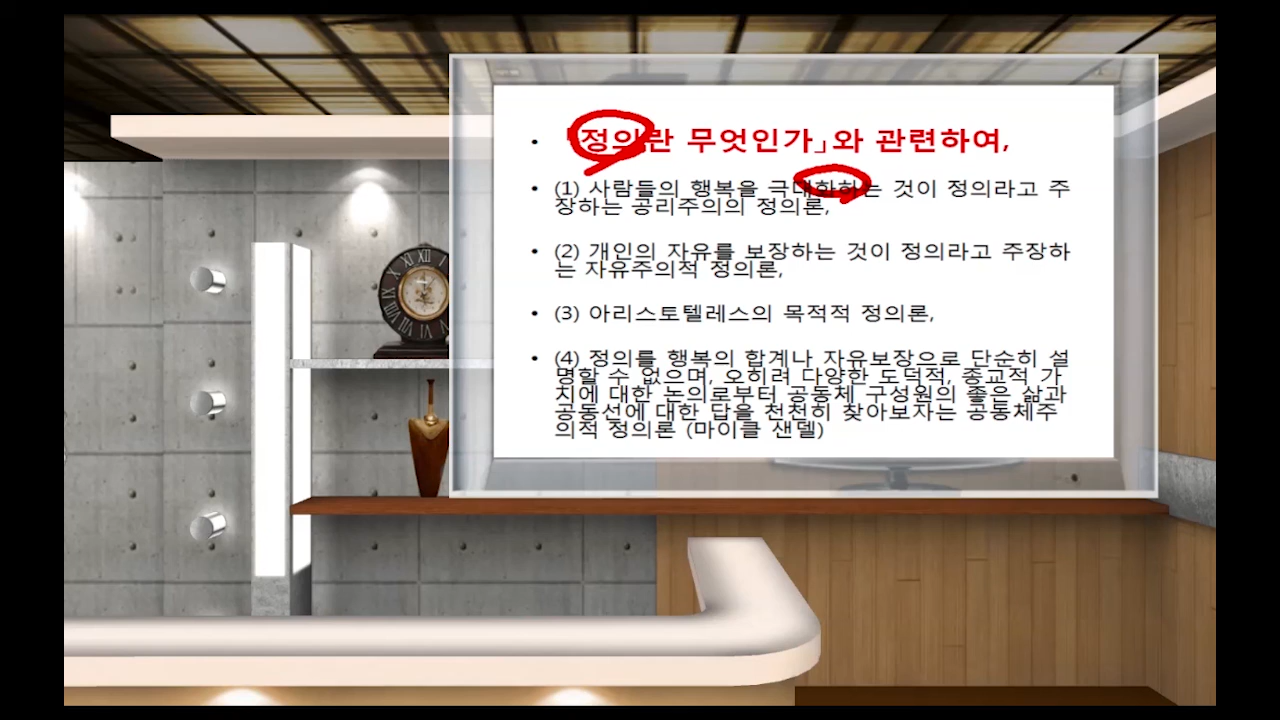 • 「정의란 무엇인가」와 관련하여,
• (1) 사람들의 행복을 극대화하는 것이 정의라고 주
장하는 공리주의의 정의론,
• (2) 개인의 자유를 보장하는 것이 정의라고 주장하
는 자유주의적 정의론,
• (3) 아리스토텔레스의 목적적 정의론,
• (4) 정의를 행복의 합계나 자유보장으로 단순히 설
명할 수 없으며, 오히려 다양한 도덕적, 종교적 가
치에 대한 논의로부터 공동체 구성원의 좋은 삶과
공동선에 대한 답을 천천히 찾아보자는 공동체주
의적 정의론 (마이클 샌델)